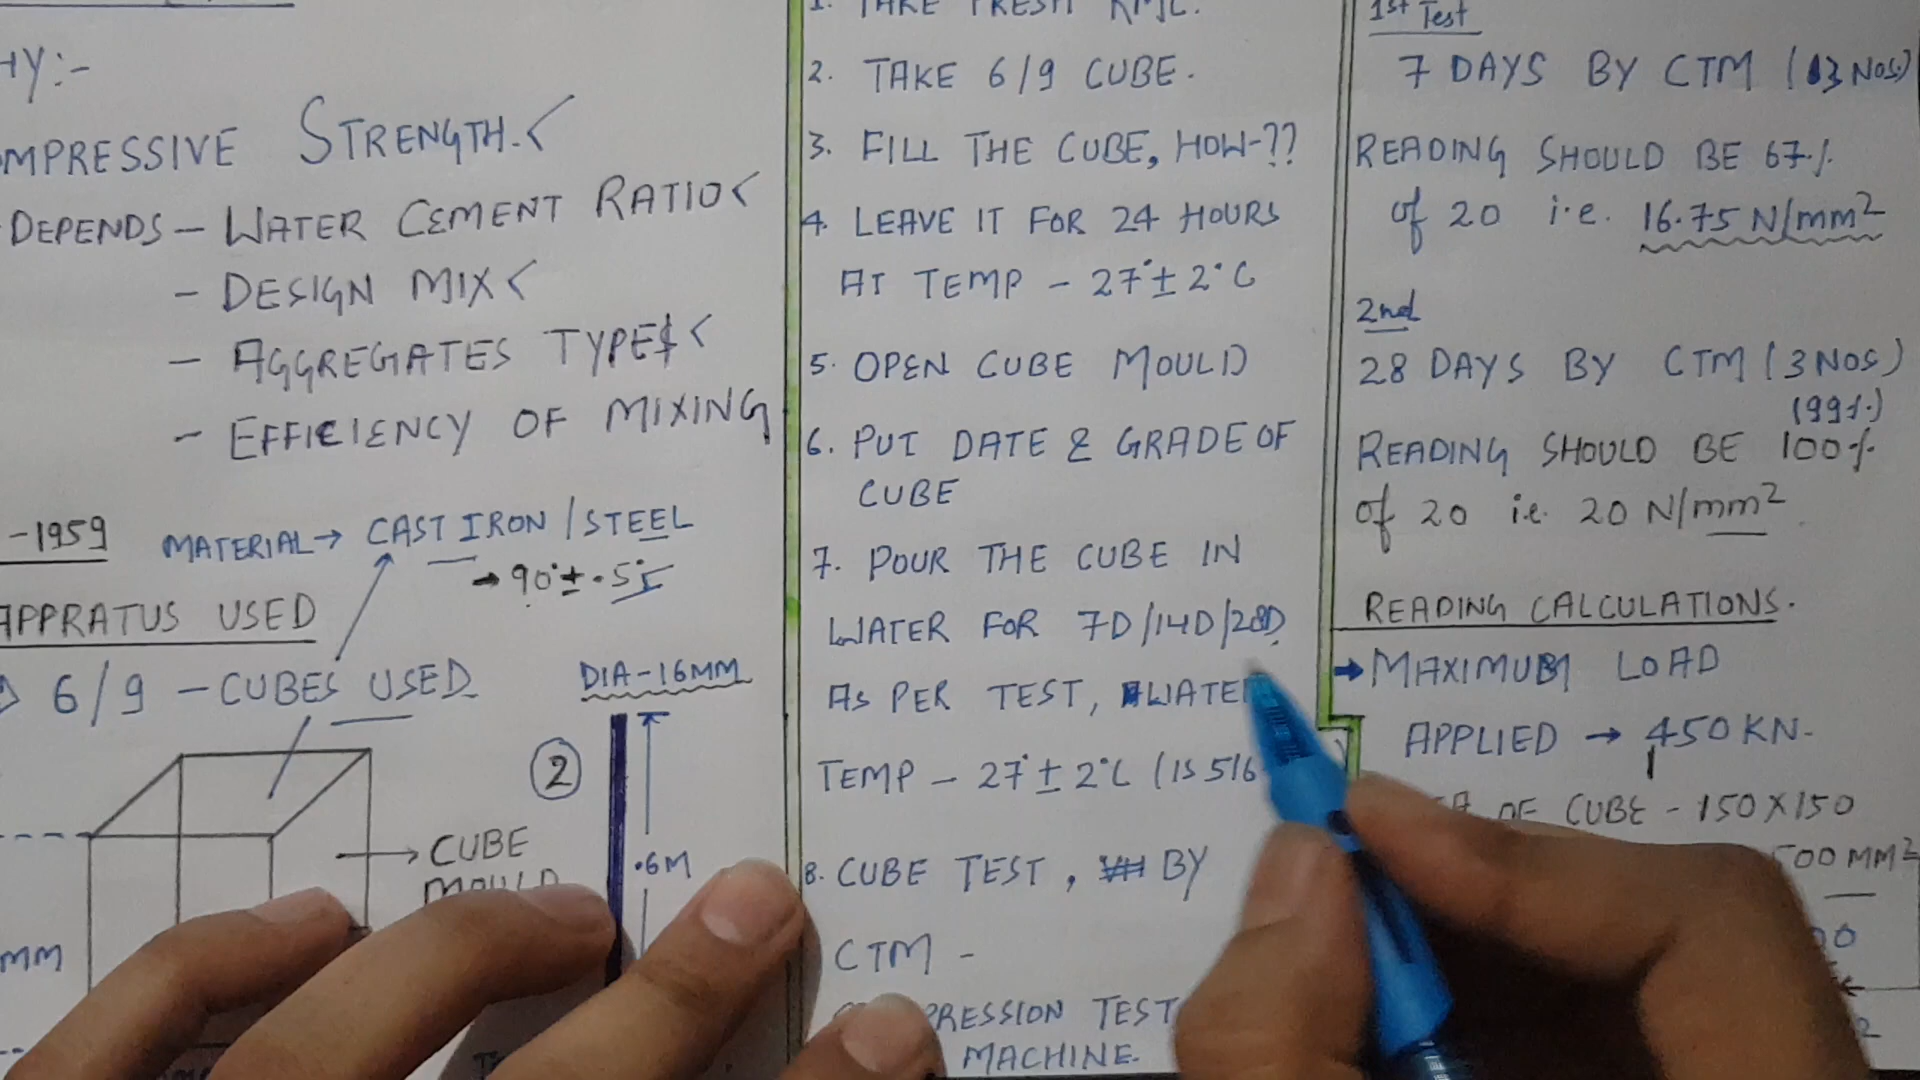 HY:-
OMPRESSIVE STRENGTH.
DEPENDS - WATER CEMENT RATIO
- DESIGN MIX
- AGGREGATES TYPES
- EFFICIENCY OF MIXING
-1959
MATERIAL → CAST IRON / STEEL
→ 90° ± .5°
APPRATUS USED
6/9 - CUBES USED
DIA-16MM
2
.6M
CUBE
MOULD
MM
TAKE FRESH RMC.
2. TAKE 6/9 CUBE.
3. FILL THE CUBE, HOW-??
4. LEAVE IT FOR 24 HOURS
AT TEMP - 27° ± 2°C
5. OPEN CUBE MOULD
6. PUT DATE & GRADE OF
CUBE
7. POUR THE CUBE IN
WATER FOR 7D/14D/28D
AS PER TEST, WATE
TEMP - 27° ± 2°C (IS 516
8. CUBE TEST, BY
CTM -
PRESSION TEST
MACHINE.
1st Test
7 DAYS BY CTM (3 NOS.)
READING SHOULD BE 67%
of 20 i.e. 16.75 N/mm²
2nd
28 DAYS BY CTM (3 NOS)
(99%)
READING SHOULD BE 100%
of 20 i.e. 20 N/mm²
READING CALCULATIONS.
→ MAXIMUM LOAD
APPLIED → 450 KN-
OF CUBE - 150 X 150
500 MM²
00
2